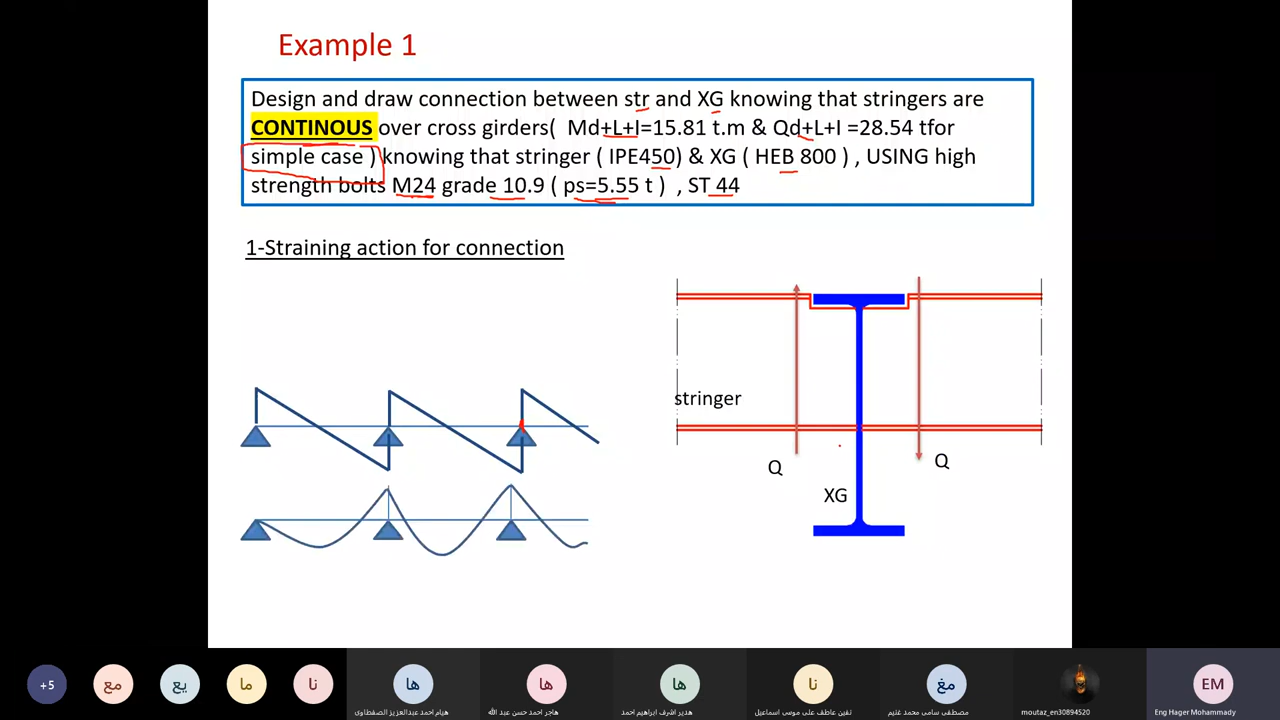 Example 1
Design and draw connection between str and XG knowing that stringers are
CONTINOUS over cross girders( Md+L+I=15.81 t.m & Qd+L+I =28.54 tfor
simple case ) knowing that stringer ( IPE450) & XG ( HEB 800 ) , USING high
strength bolts M24 grade 10.9 ( ps=5.55 t ) , ST 44
1-Straining action for connection
stringer
Q
Q
XG
+5
مع
يع
ما
نا
ها
هيام احمد عبدالعزيز الصفطاوى
ها
هاجر احمد حسن عبد الله
ها
هدير اشرف ابراهيم احمد
نا
نفين عاطف على موسى اسماعيل
مغ
مصطفى سامى محمد غنيم
moutaz_en30894520
EM
Eng Hager Mohammady